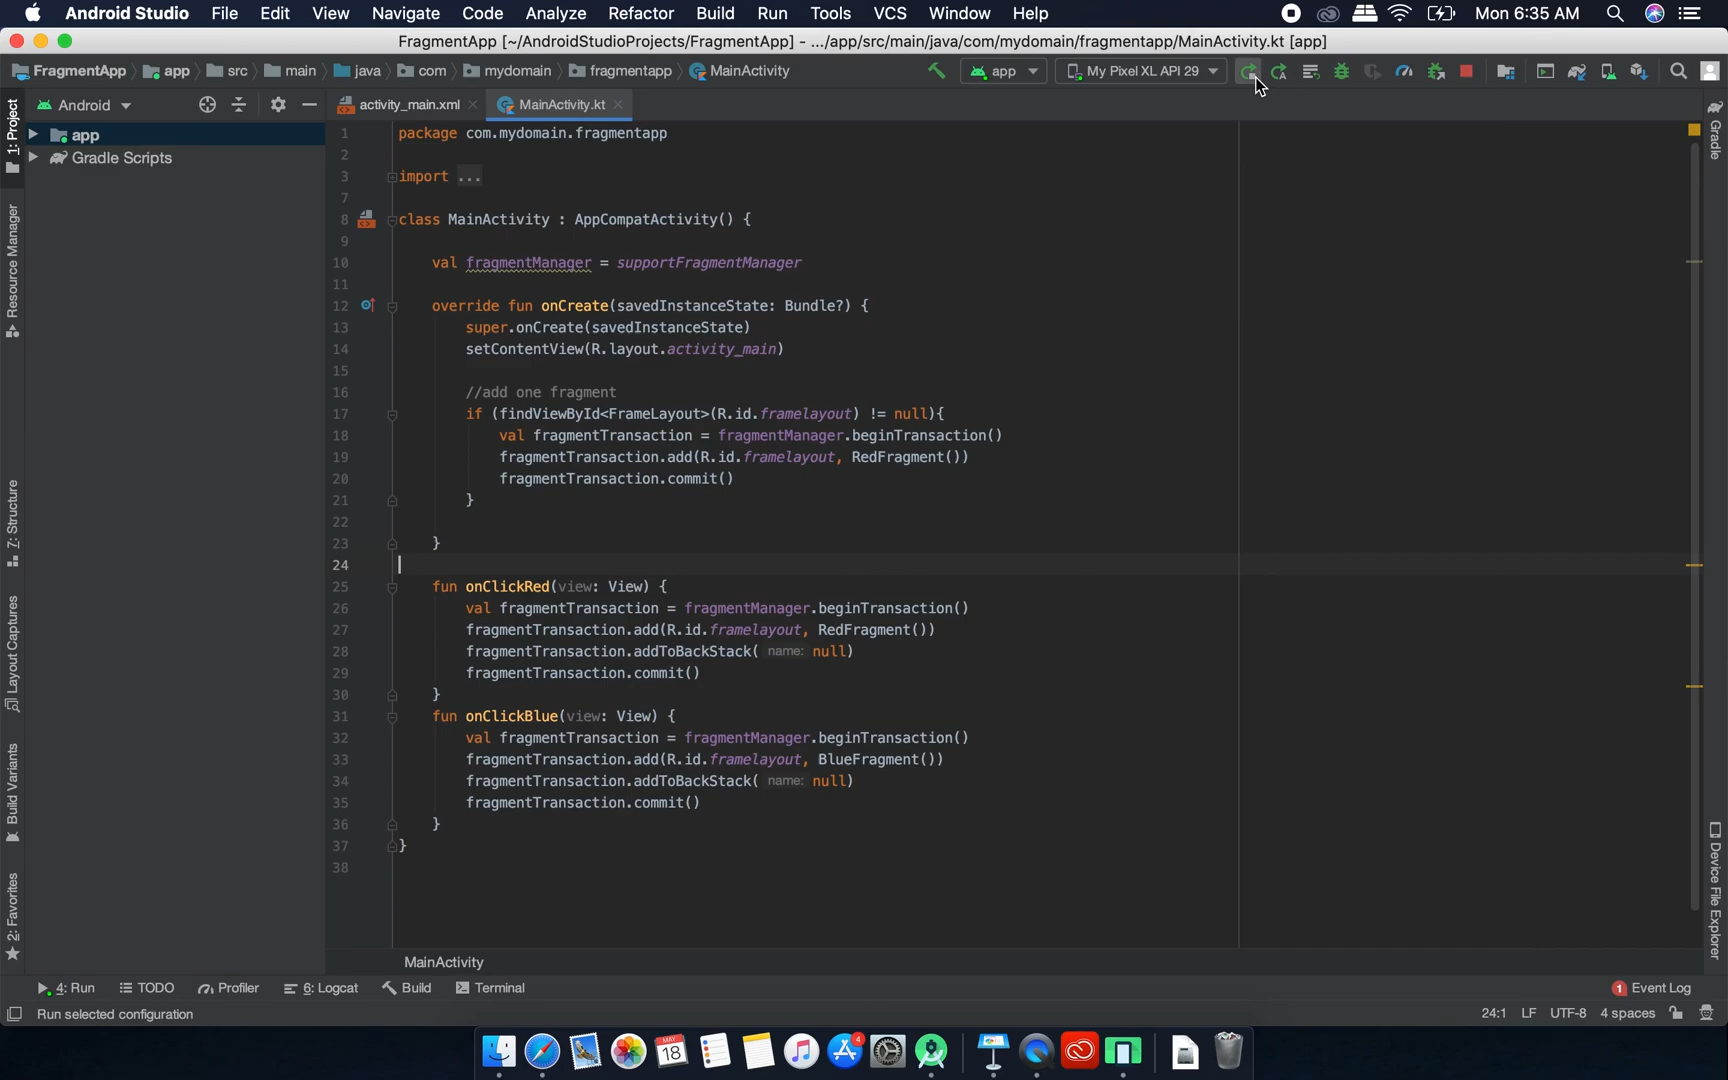 Android Studio File Edit View Navigate Code Analyze Refactor Build Run Tools VCS Window Help Mon 6:35 AM
FragmentApp [~/AndroidStudioProjects/FragmentApp] - .../app/src/main/java/com/mydomain/fragmentapp/MainActivity.kt [app]
FragmentApp app src main java com mydomain fragmentapp MainActivity app My Pixel XL API 29
Android activity_main.xml MainActivity.kt
1: Project
app
Gradle Scripts
Resource Manager
7: Structure
Layout Captures
Build Variants
2: Favorites
1 package com.mydomain.fragmentapp
2
3 import ...
7
8 class MainActivity : AppCompatActivity() {
9
10 val fragmentManager = supportFragmentManager
11
12 override fun onCreate(savedInstanceState: Bundle?) {
13 super.onCreate(savedInstanceState)
14 setContentView(R.layout.activity_main)
15
16 //add one fragment
17 if (findViewById<FrameLayout>(R.id.framelayout) != null){
18 val fragmentTransaction = fragmentManager.beginTransaction()
19 fragmentTransaction.add(R.id.framelayout, RedFragment())
20 fragmentTransaction.commit()
21 }
22
23 }
24
25 fun onClickRed(view: View) {
26 val fragmentTransaction = fragmentManager.beginTransaction()
27 fragmentTransaction.add(R.id.framelayout, RedFragment())
28 fragmentTransaction.addToBackStack( name: null)
29 fragmentTransaction.commit()
30 }
31 fun onClickBlue(view: View) {
32 val fragmentTransaction = fragmentManager.beginTransaction()
33 fragmentTransaction.add(R.id.framelayout, BlueFragment())
34 fragmentTransaction.addToBackStack( name: null)
35 fragmentTransaction.commit()
36 }
37 }
38
Gradle
Device File Explorer
MainActivity
4: Run TODO Profiler 6: Logcat Build Terminal 1 Event Log
Run selected configuration 24:1 LF UTF-8 4 spaces
MAY
18
4